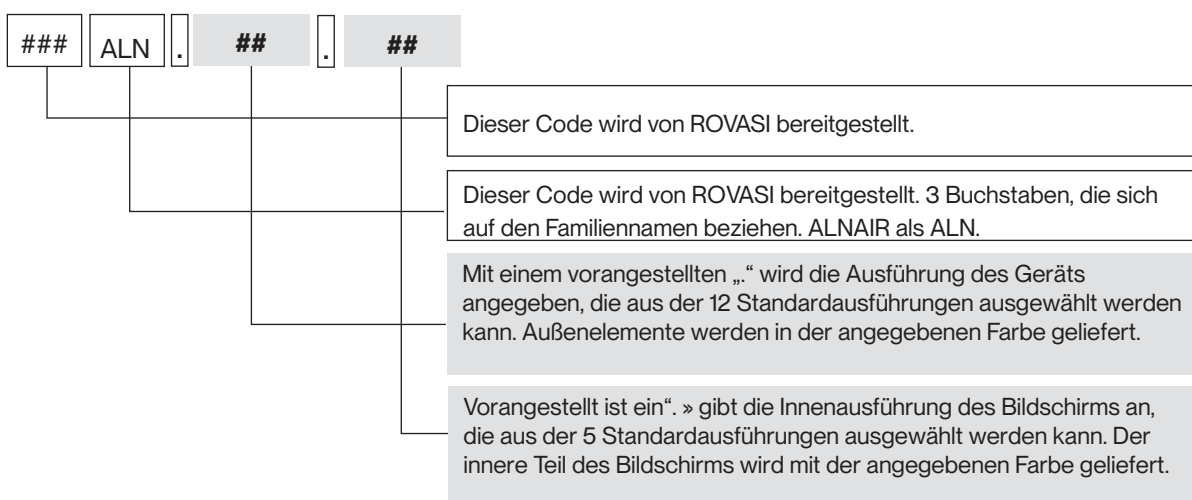 ### ALN . ## . ##
Dieser Code wird von ROVASI bereitgestellt.
Dieser Code wird von ROVASI bereitgestellt. 3 Buchstaben, die sich
auf den Familiennamen beziehen. ALNAIR als ALN.
Mit einem vorangestellten „.“ wird die Ausführung des Geräts
angegeben, die aus der 12 Standardausführungen ausgewählt werden
kann. Außenelemente werden in der angegebenen Farbe geliefert.
Vorangestellt ist ein“. » gibt die Innenausführung des Bildschirms an,
die aus der 5 Standardausführungen ausgewählt werden kann. Der
innere Teil des Bildschirms wird mit der angegebenen Farbe geliefert.